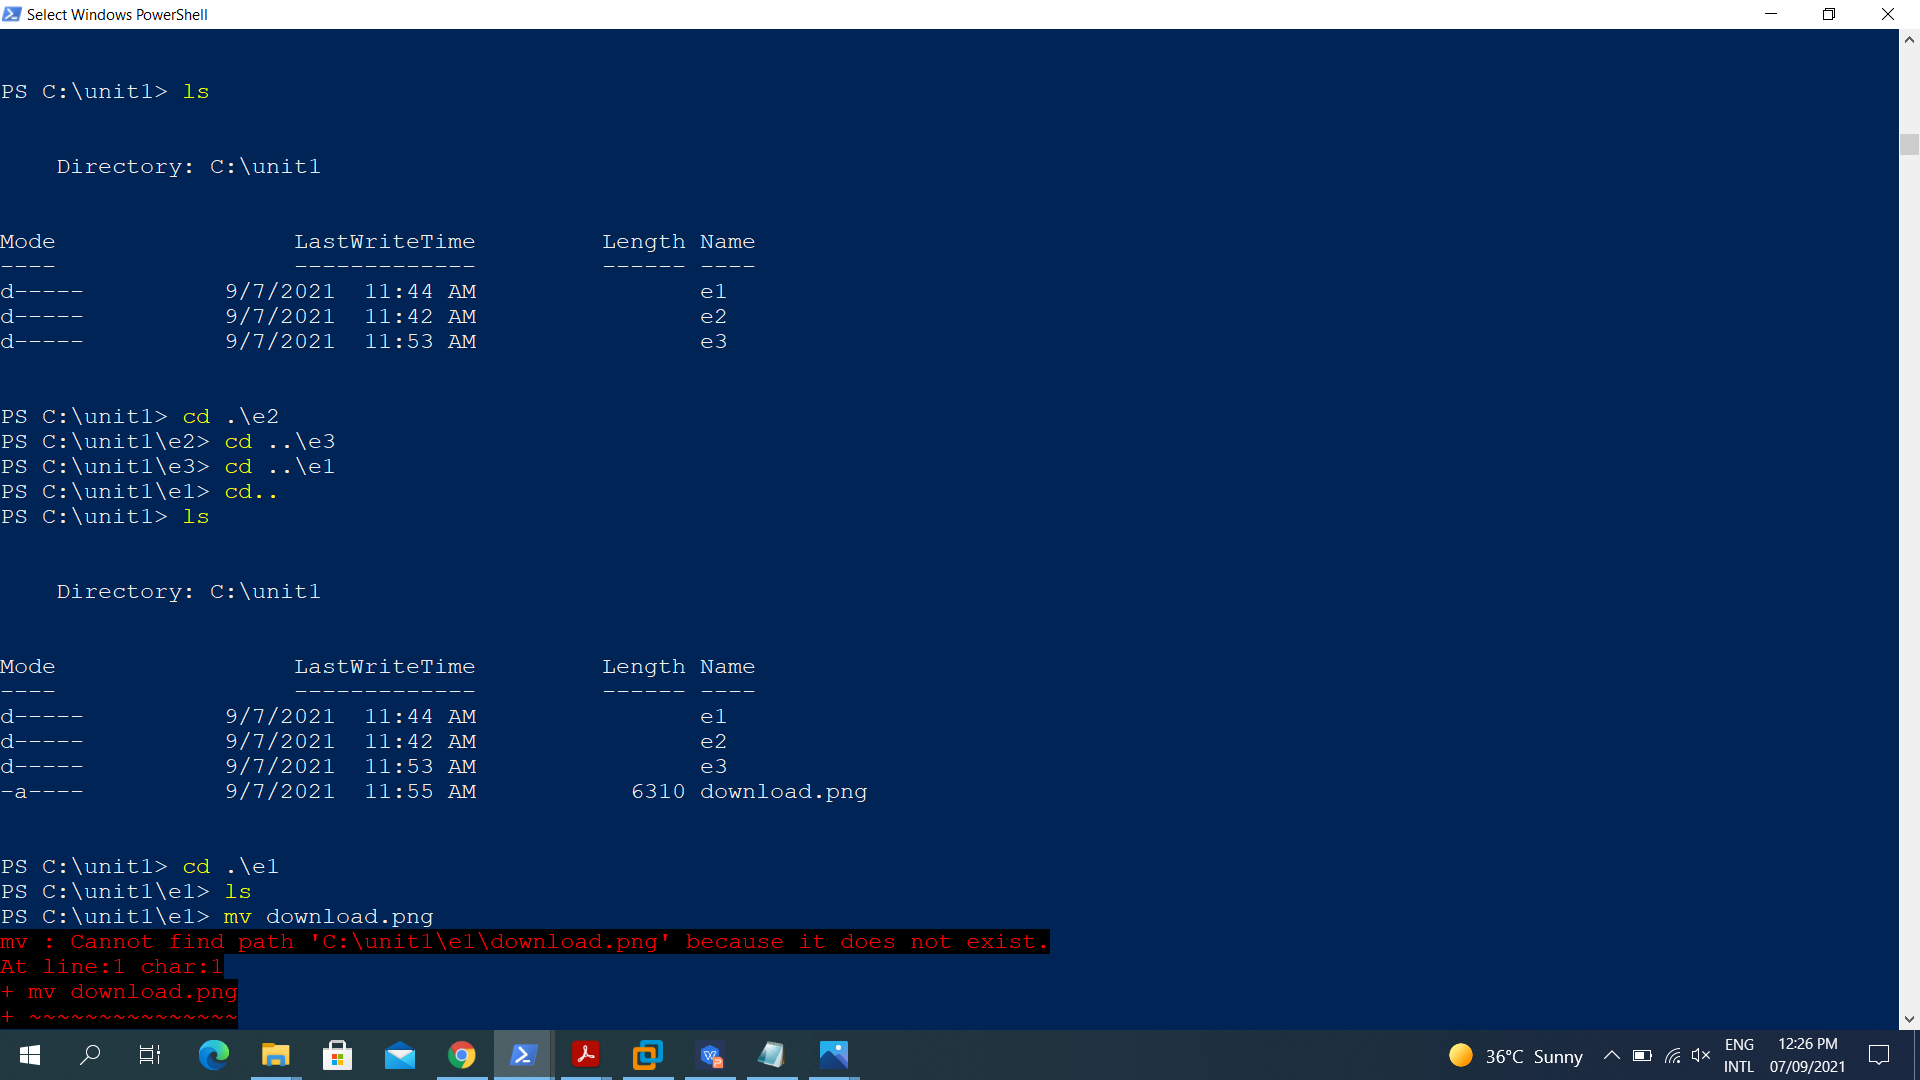 Select Windows PowerShell
PS C:\unit1> ls
Directory: C:\unit1
Mode LastWriteTime Length Name
---- ------------- ------ ----
d----- 9/7/2021 11:44 AM e1
d----- 9/7/2021 11:42 AM e2
d----- 9/7/2021 11:53 AM e3
PS C:\unit1> cd .\e2
PS C:\unit1\e2> cd ..\e3
PS C:\unit1\e3> cd ..\e1
PS C:\unit1\e1> cd..
PS C:\unit1> ls
Directory: C:\unit1
Mode LastWriteTime Length Name
---- ------------- ------ ----
d----- 9/7/2021 11:44 AM e1
d----- 9/7/2021 11:42 AM e2
d----- 9/7/2021 11:53 AM e3
-a---- 9/7/2021 11:55 AM 6310 download.png
PS C:\unit1> cd .\e1
PS C:\unit1\e1> ls
PS C:\unit1\e1> mv download.png
mv : Cannot find path 'C:\unit1\e1\download.png' because it does not exist.
At line:1 char:1
+ mv download.png
+ ~~~~~~~~~~~~~~~
36°C Sunny
ENG
INTL
12:26 PM
07/09/2021